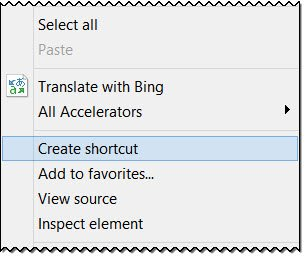 Select all
Paste
Translate with Bing
All Accelerators
Create shortcut
Add to favorites...
View source
Inspect element